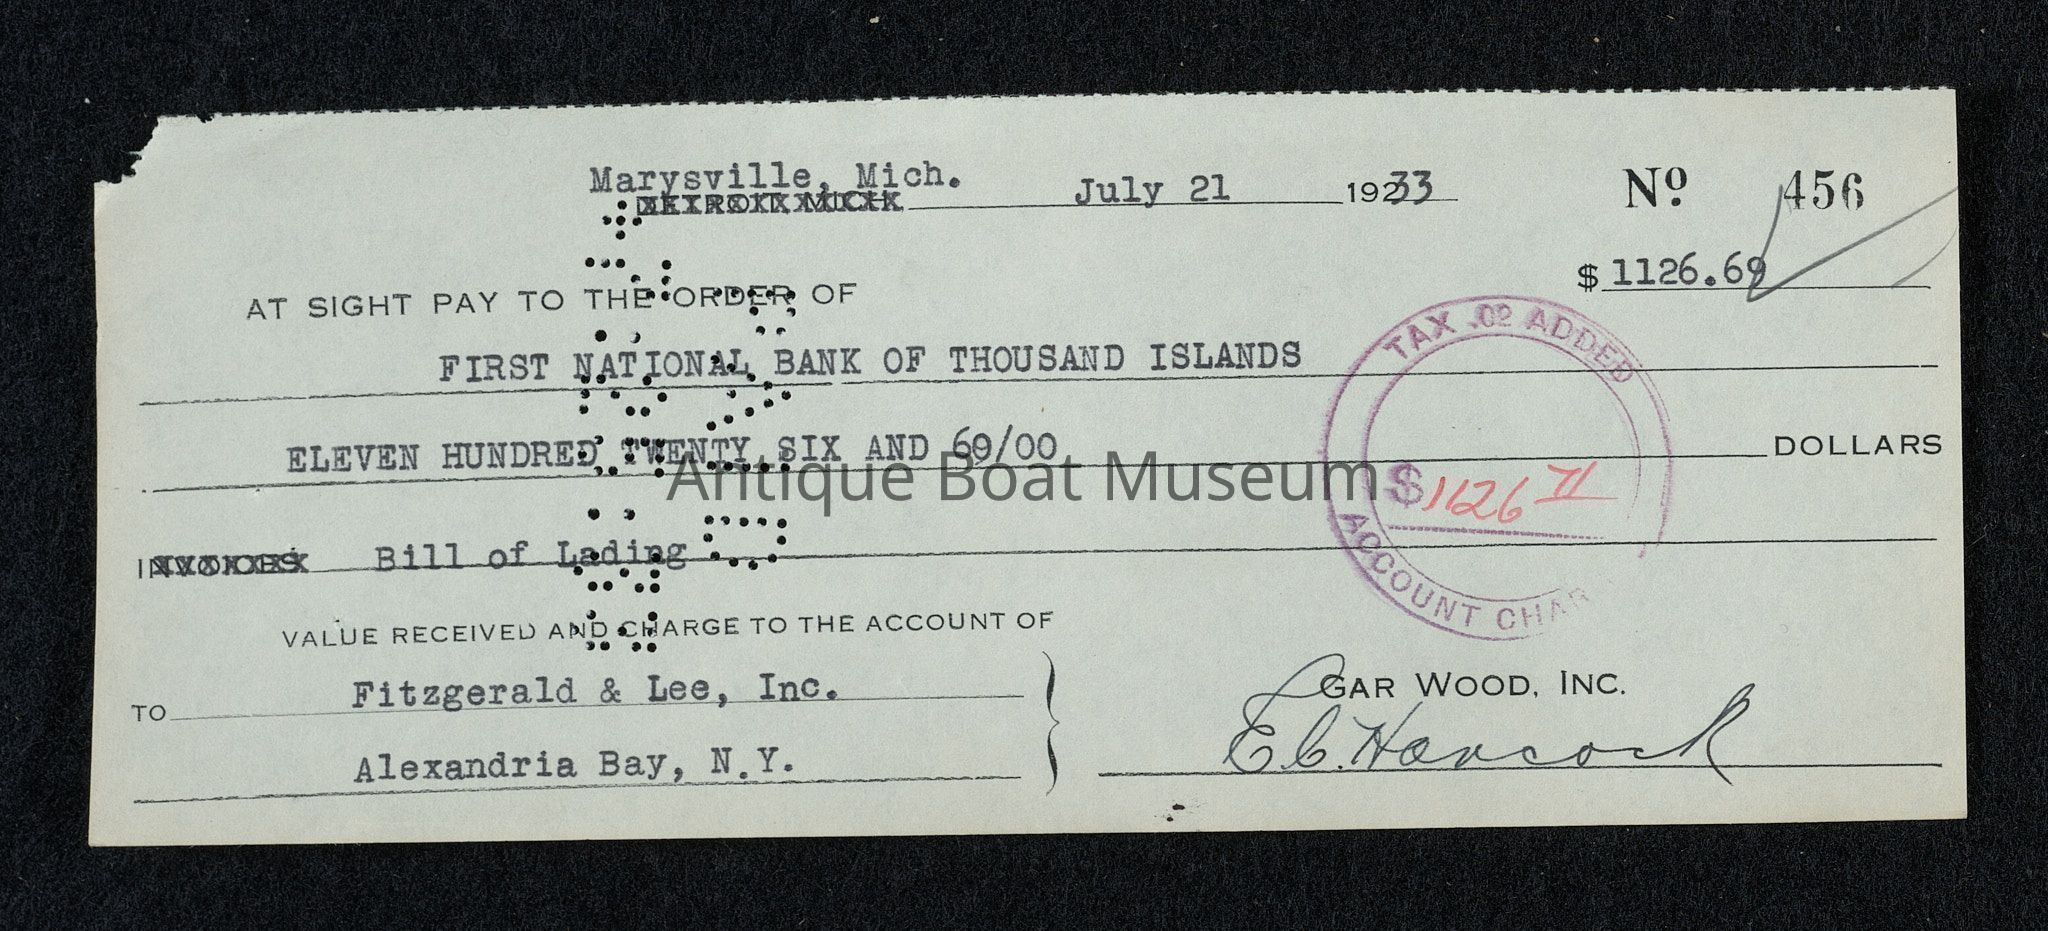 Marysville, Mich.
DETROIT, MICH. July 21 1933 Nº 456
$ 1126.69
AT SIGHT PAY TO THE ORDER OF
FIRST NATIONAL BANK OF THOUSAND ISLANDS
ELEVEN HUNDRED TWENTY SIX AND 69/00 DOLLARS
INVOICES Bill of Lading
VALUE RECEIVED AND CHARGE TO THE ACCOUNT OF
TO Fitzgerald & Lee, Inc.
Alexandria Bay, N.Y.
GAR WOOD, INC.
E.C. Hancock
TAX .02 ADDED
$1126 71
ACCOUNT CHAR
Antique Boat Museum